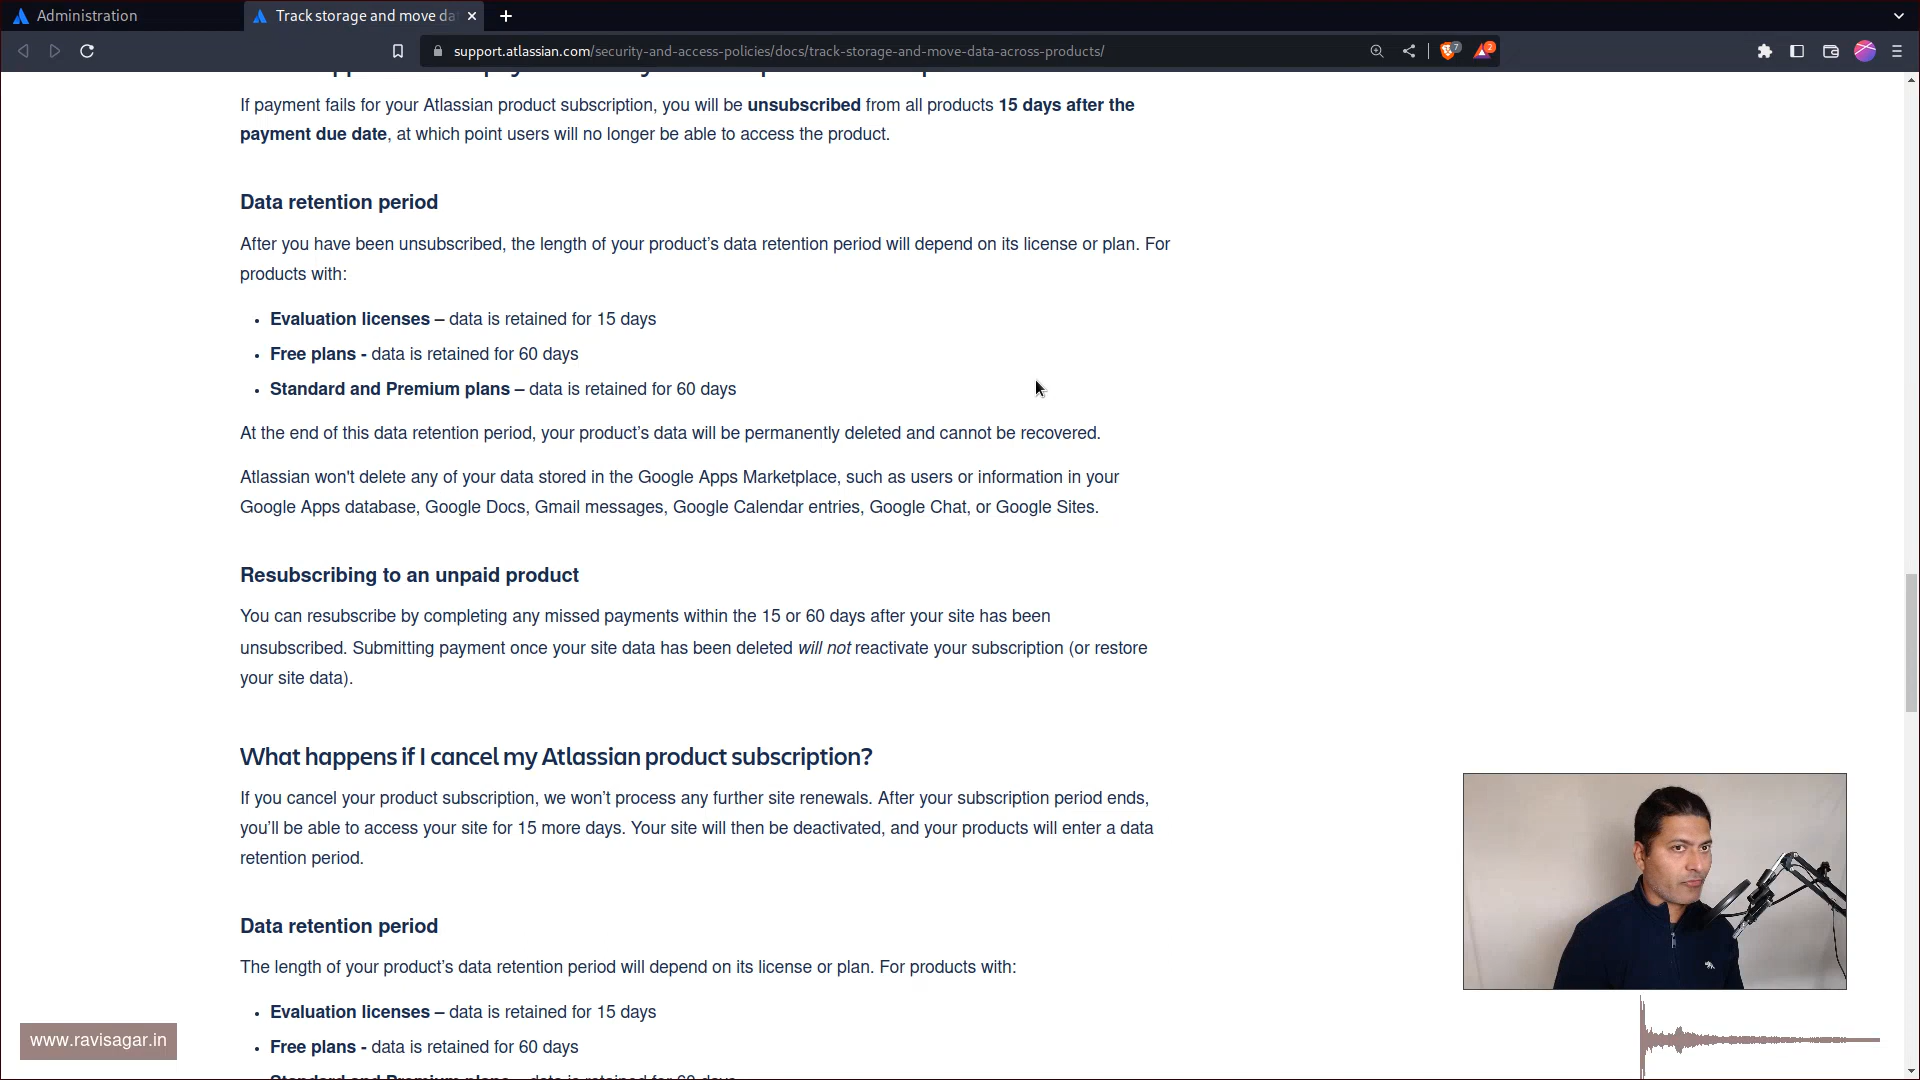 Administration
Track storage and move da
support.atlassian.com/security-and-access-policies/docs/track-storage-and-move-data-across-products/
7
2
If payment fails for your Atlassian product subscription, you will be unsubscribed from all products 15 days after the
payment due date, at which point users will no longer be able to access the product.
Data retention period
After you have been unsubscribed, the length of your product’s data retention period will depend on its license or plan. For
products with:
• Evaluation licenses – data is retained for 15 days
• Free plans - data is retained for 60 days
• Standard and Premium plans – data is retained for 60 days
At the end of this data retention period, your product’s data will be permanently deleted and cannot be recovered.
Atlassian won't delete any of your data stored in the Google Apps Marketplace, such as users or information in your
Google Apps database, Google Docs, Gmail messages, Google Calendar entries, Google Chat, or Google Sites.
Resubscribing to an unpaid product
You can resubscribe by completing any missed payments within the 15 or 60 days after your site has been
unsubscribed. Submitting payment once your site data has been deleted will not reactivate your subscription (or restore
your site data).
What happens if I cancel my Atlassian product subscription?
If you cancel your product subscription, we won’t process any further site renewals. After your subscription period ends,
you’ll be able to access your site for 15 more days. Your site will then be deactivated, and your products will enter a data
retention period.
Data retention period
The length of your product’s data retention period will depend on its license or plan. For products with:
• Evaluation licenses – data is retained for 15 days
• Free plans - data is retained for 60 days
www.ravisagar.in